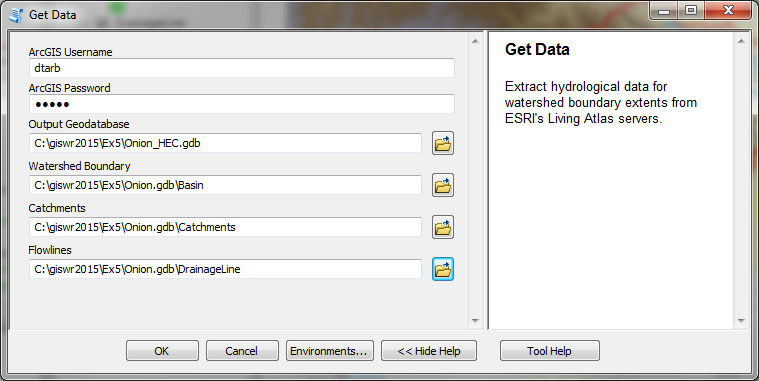 Get Data
DrainageLine
ArcGIS Username
dtarb
ArcGIS Password
●●●●●
Output Geodatabase
C:\giswr2015\Ex5\Onion_HEC.gdb
Watershed Boundary
C:\giswr2015\Ex5\Onion.gdb\Basin
Catchments
C:\giswr2015\Ex5\Onion.gdb\Catchments
Flowlines
C:\giswr2015\Ex5\Onion.gdb\DrainageLine
Get Data
Extract hydrological data for
watershed boundary extents from
ESRI's Living Atlas servers.
OK
Cancel
Environments...
<< Hide Help
Tool Help